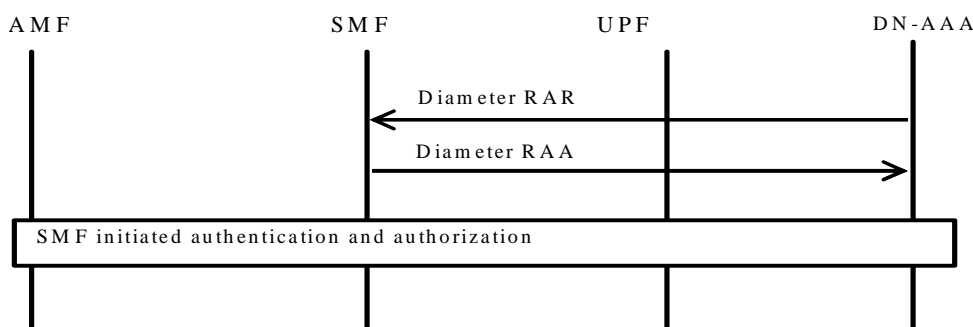 AMF SMF UPF DN-AAA
Diameter RAR
Diameter RAA
SMF initiated authentication and authorization